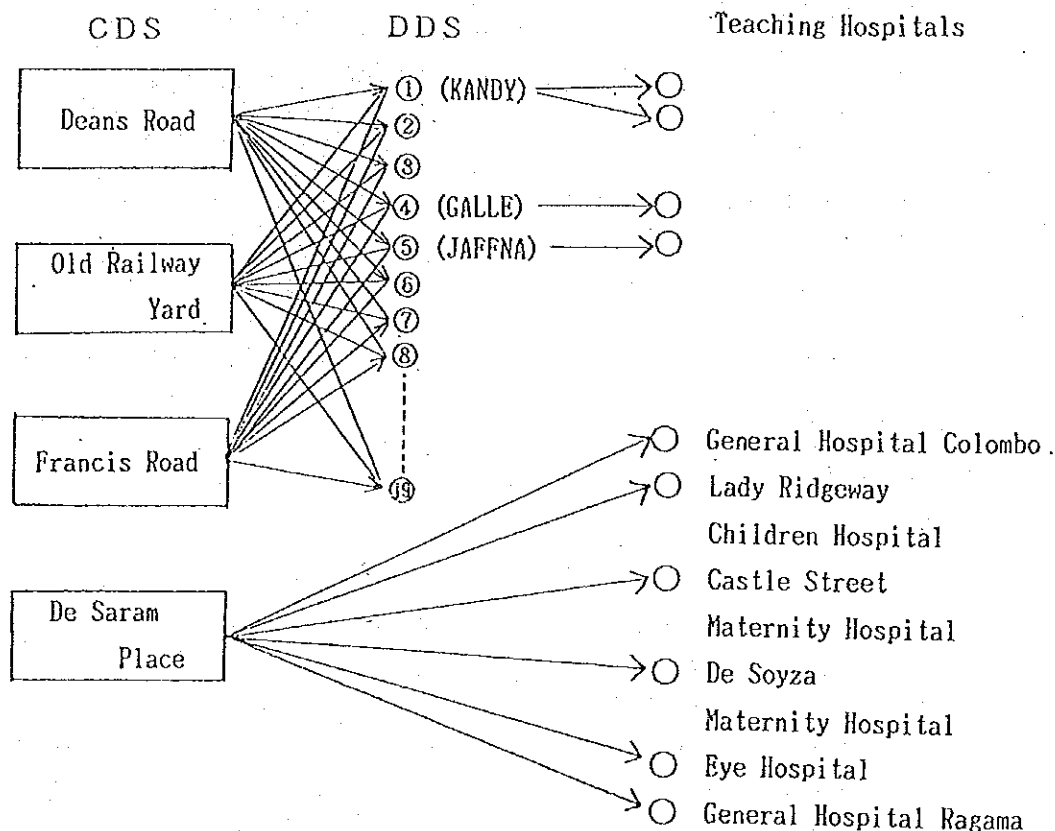 CDS DDS Teaching Hospitals
Deans Road
① (KANDY)
②
③
④ (GALLE)
⑤ (JAFFNA)
Old Railway
Yard
⑥
⑦
⑧
Francis Road
⑲
General Hospital Colombo.
Lady Ridgeway
Children Hospital
De Saram
Place
Castle Street
Maternity Hospital
De Soyza
Maternity Hospital
Eye Hospital
General Hospital Ragama